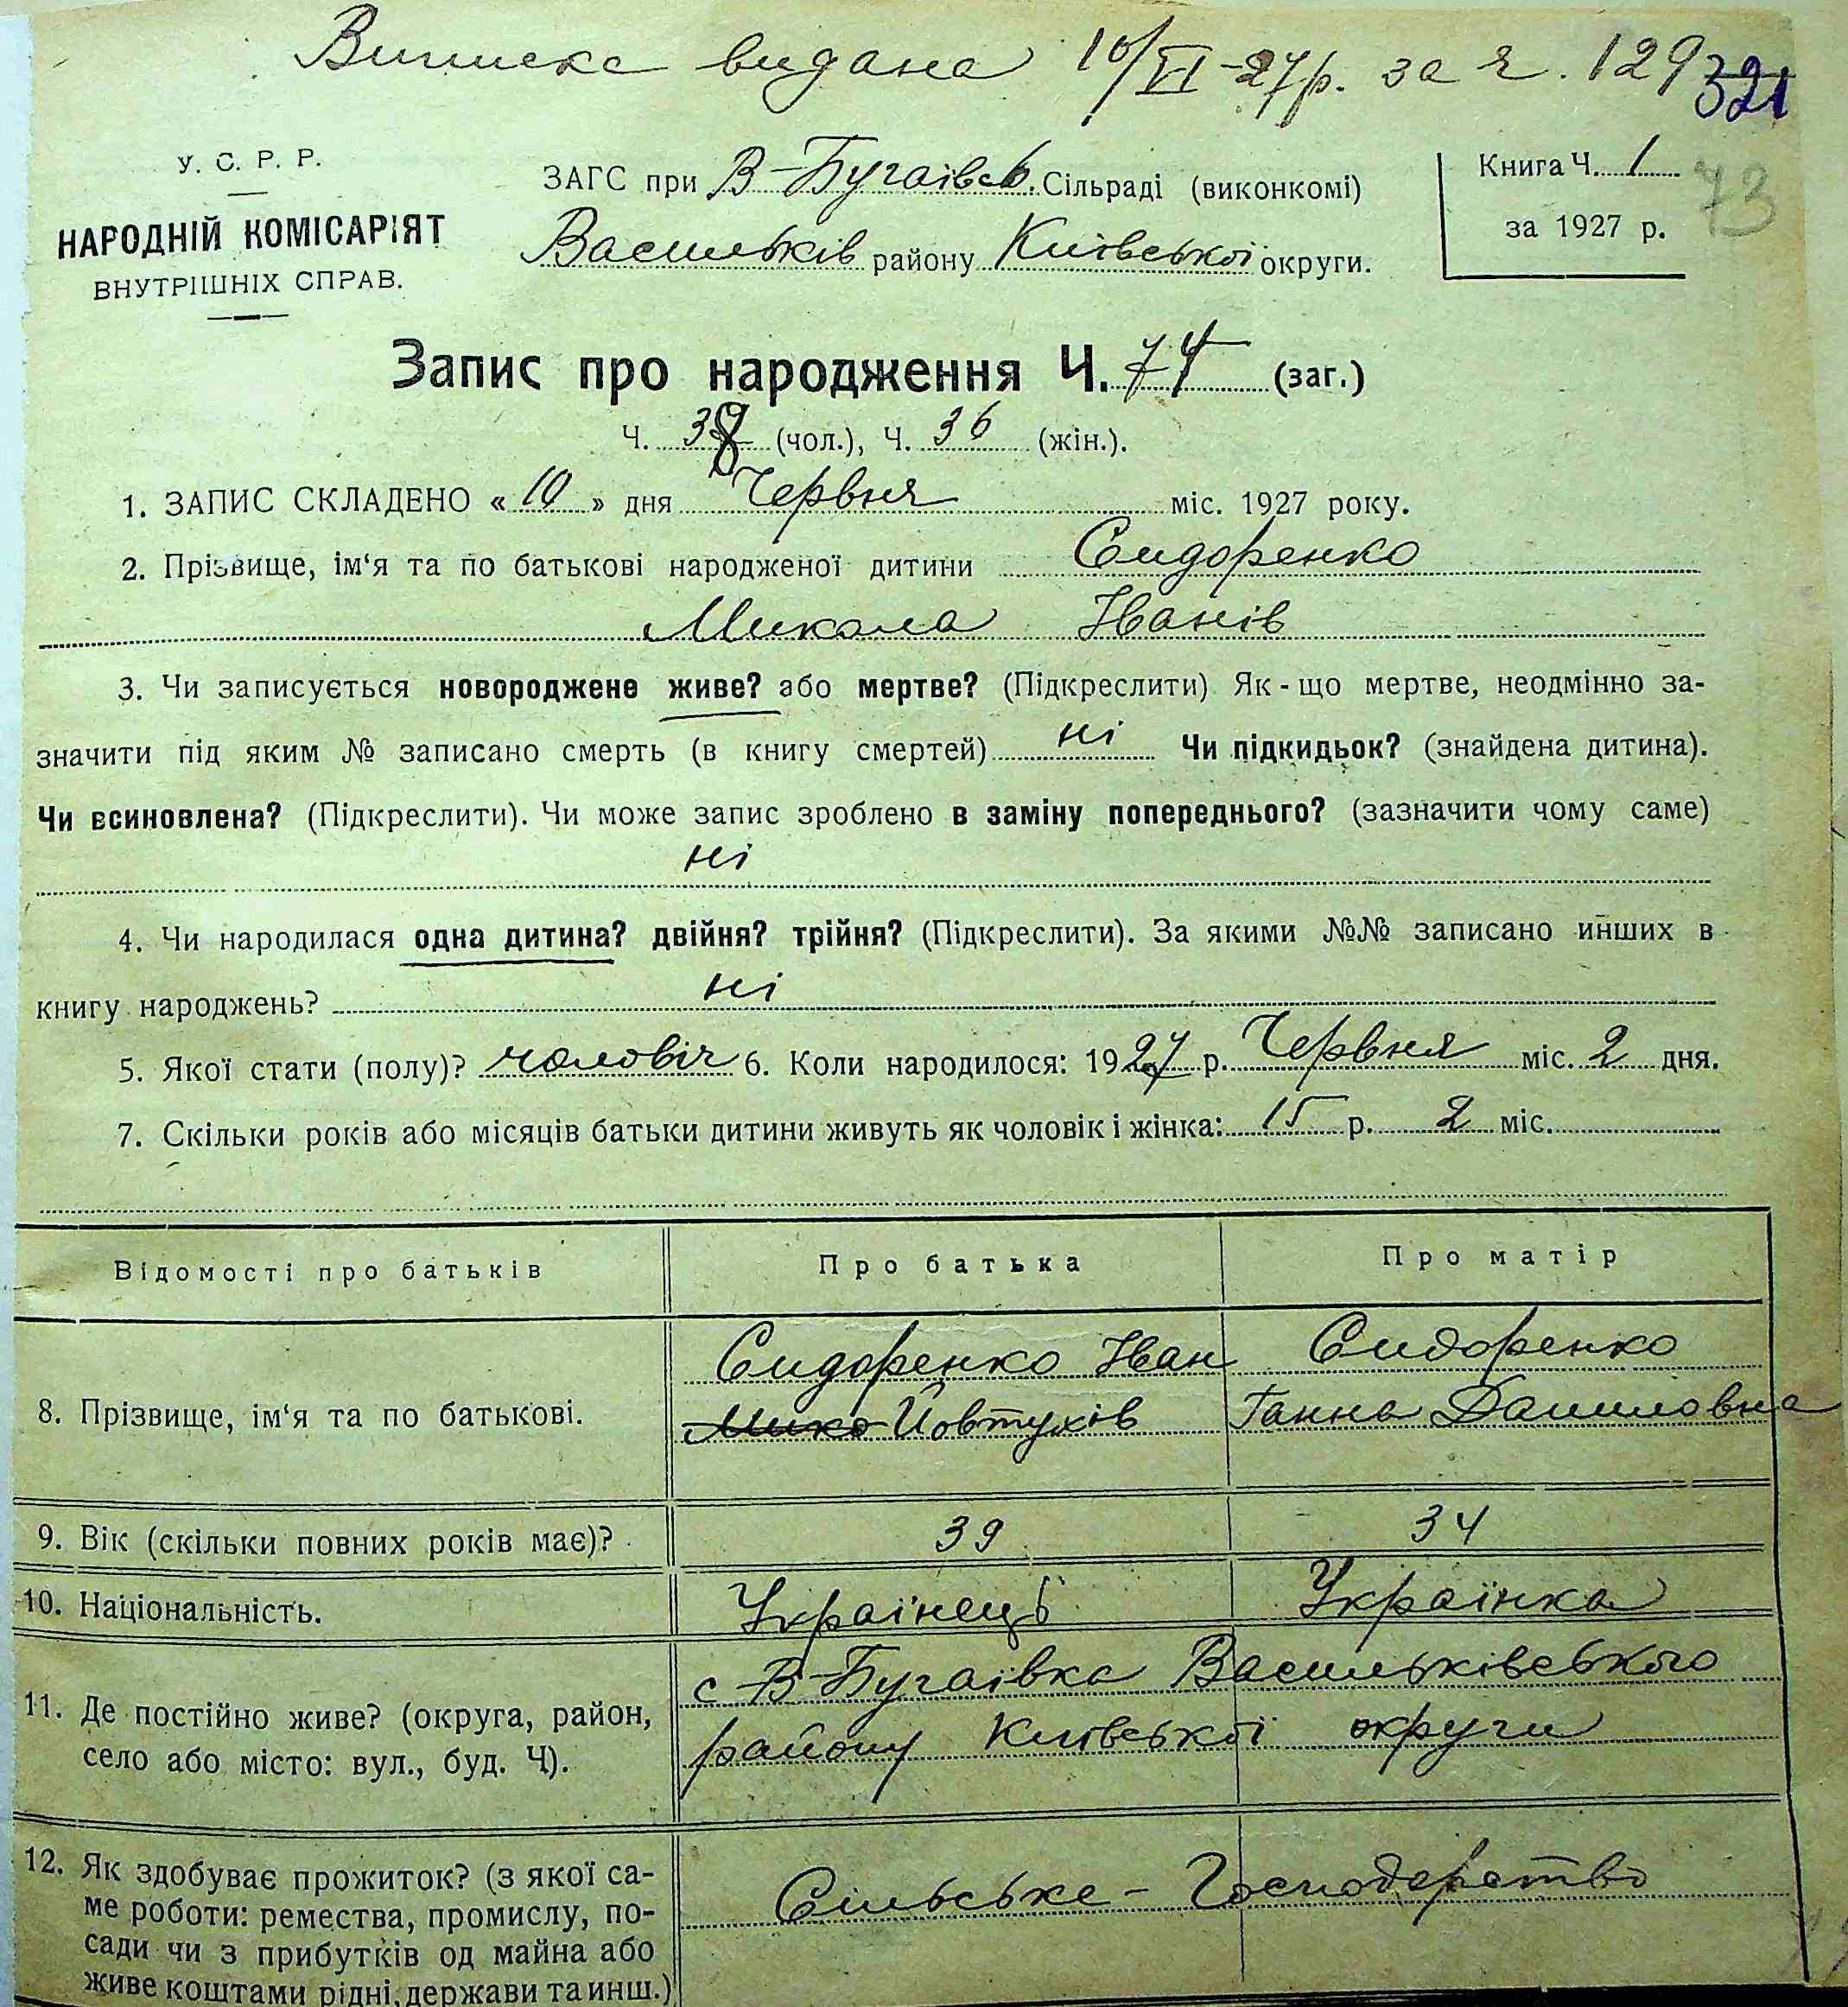 Виписка видана 10/VI-27р. за ч. 129
321
У. С. Р. Р.
НАРОДНІЙ КОМІСАРІЯТ
ВНУТРІШНІХ СПРАВ.
ЗАГС при В-Бугаївсь. Сільраді (виконкомі)
Васильків району Київської округи.
Книга Ч. 1
за 1927 р.
73
Запис про народження Ч. 74 (заг.)
Ч. 38 (чол.), Ч. 36 (жін.).
1. ЗАПИС СКЛАДЕНО « 10 » дня Червня міс. 1927 року.
2. Прізвище, ім‘я та по батькові народженої дитини Сидоренко
Микола Іванів
3. Чи записується новороджене живе? або мертве? (Підкреслити) Як-що мертве, неодмінно за-
значити під яким № записано смерть (в книгу смертей) ні Чи підкидьок? (знайдена дитина).
Чи всиновлена? (Підкреслити). Чи може запис зроблено в заміну попереднього? (зазначити чому саме)
ні
4. Чи народилася одна дитина? двійня? трійня? (Підкреслити). За якими №№ записано инших в
книгу народжень? ні
5. Якої стати (полу)? чоловіч 6. Коли народилося: 1927 р. Червня міс. 2 дня.
7. Скільки років або місяців батьки дитини живуть як чоловік і жінка: 15 р. 2 міс.
Відомості про батьків Про батька Про матір
8. Прізвище, ім‘я та по батькові.
Сидоренко Іван
Мико Йовтухів
Сидоренко
Ганна Даниловна
9. Вік (скільки повних років має)? 39 34
10. Національність. Українець Українка
11. Де постійно живе? (округа, район,
село або місто: вул., буд. Ч).
с В-Бугаївка Васильківського
району Київської округи
12. Як здобуває прожиток? (з якої са-
ме роботи: ремества, промислу, по-
сади чи з прибутків од майна або
живе коштами рідні, держави та инш.)
Сільське - Господарство